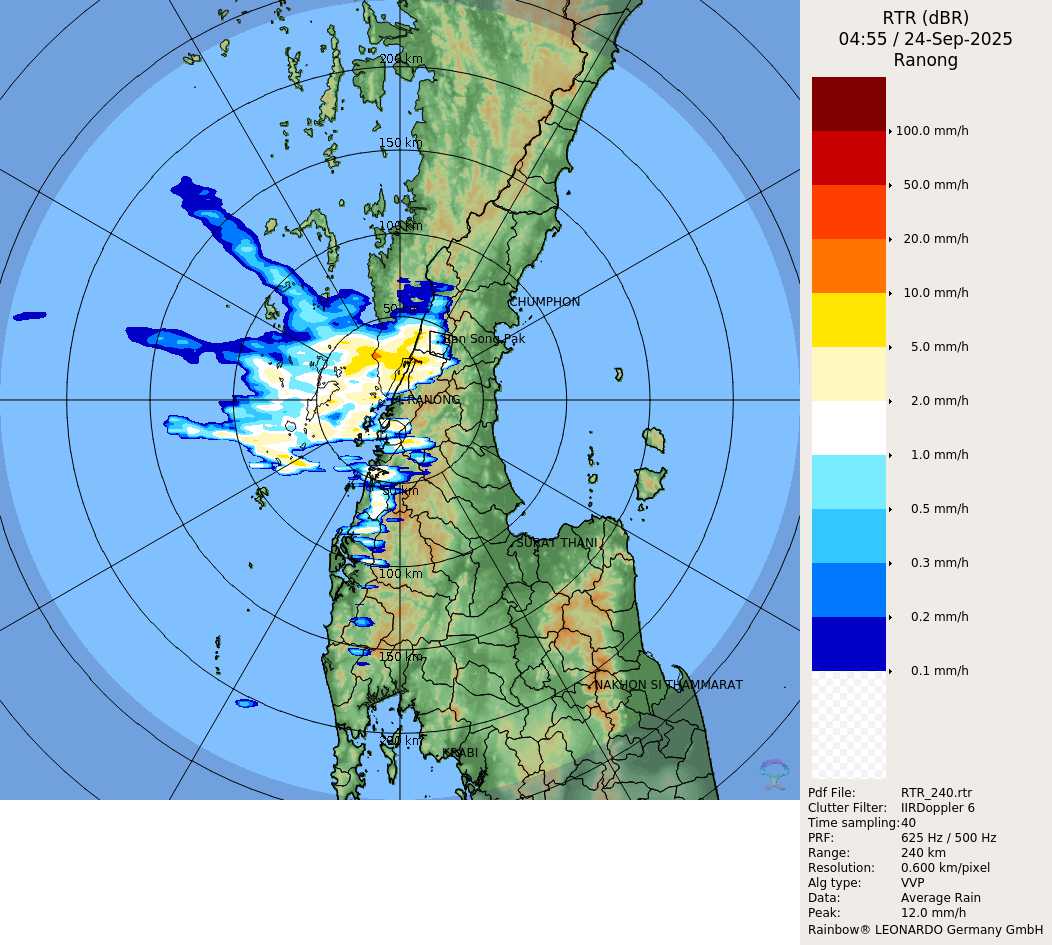 RTR (dBR)
04:55 / 24-Sep-2025
Ranong
200 km
150 km
100 km
50 km
CHUMPHON
Ban Song Pak
RANONG
50 km
SURAT THANI
100 km
150 km
NAKHON SI THAMMARAT
200 km
KRABI
100.0 mm/h
50.0 mm/h
20.0 mm/h
10.0 mm/h
5.0 mm/h
2.0 mm/h
1.0 mm/h
0.5 mm/h
0.3 mm/h
0.2 mm/h
0.1 mm/h
Pdf File: RTR_240.rtr
Clutter Filter: IIRDoppler 6
Time sampling:40
PRF: 625 Hz / 500 Hz
Range: 240 km
Resolution: 0.600 km/pixel
Alg type: VVP
Data: Average Rain
Peak: 12.0 mm/h
Rainbow® LEONARDO Germany GmbH